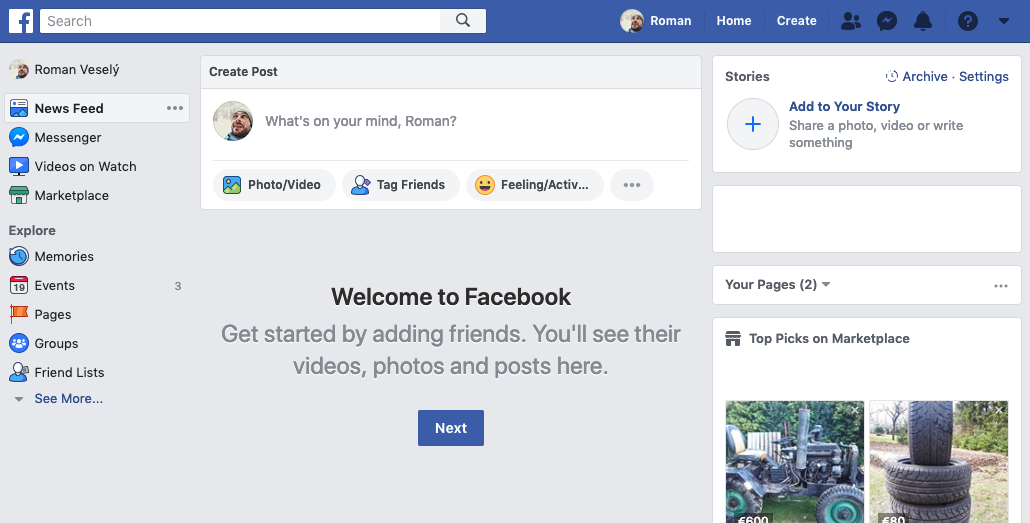 f
Search
Roman
Home
Create
Roman Veselý
News Feed
Messenger
Videos on Watch
Marketplace
Explore
Memories
19
Events 3
Pages
Groups
Friend Lists
See More...
Create Post
What's on your mind, Roman?
Photo/Video
Tag Friends
Feeling/Activ...
Welcome to Facebook
Get started by adding friends. You'll see their
videos, photos and posts here.
Next
Stories
Archive · Settings
Add to Your Story
Share a photo, video or write
something
Your Pages (2)
Top Picks on Marketplace
€600
€80